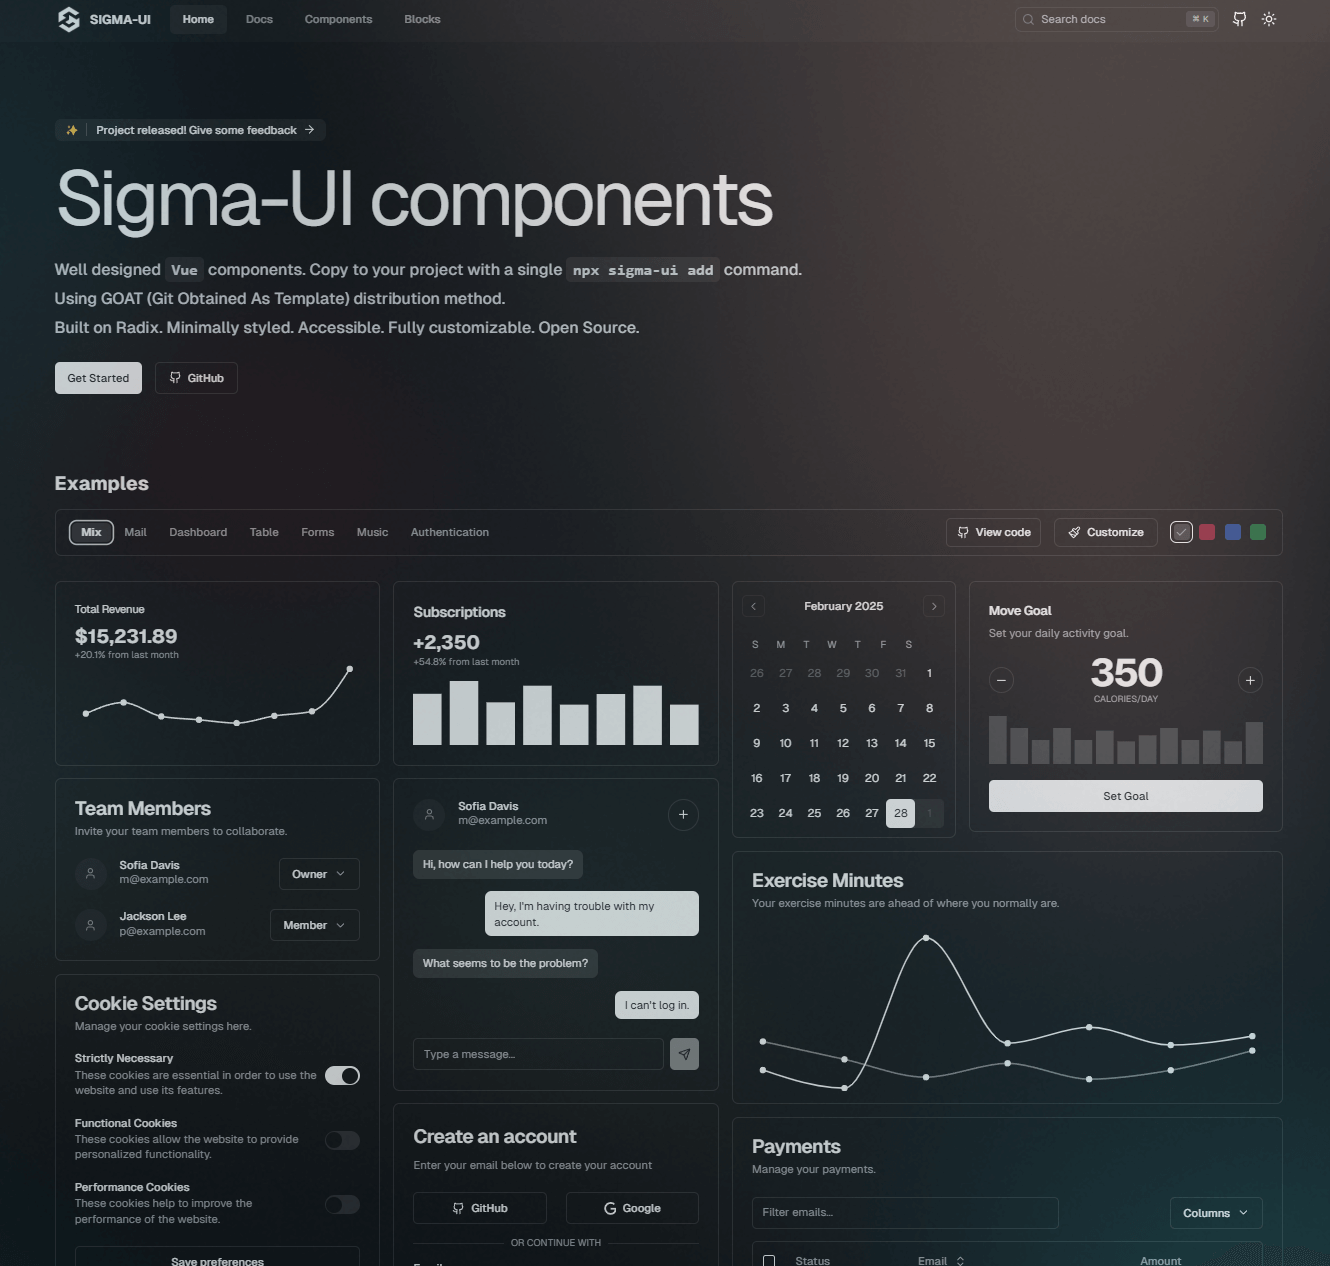 SIGMA-UI
Home
Docs
Components
Blocks
Search docs
⌘ K
Project released! Give some feedback →
Sigma-UI components
Well designed Vue components. Copy to your project with a single npx sigma-ui add command.
Using GOAT (Git Obtained As Template) distribution method.
Built on Radix. Minimally styled. Accessible. Fully customizable. Open Source.
Get Started
GitHub
Examples
Mix
Mail
Dashboard
Table
Forms
Music
Authentication
View code
Customize
Total Revenue
$15,231.89
+20.1% from last month
Subscriptions
+2,350
+54.8% from last month
February 2025
S M T W T F S
26 27 28 29 30 31 1
2 3 4 5 6 7 8
9 10 11 12 13 14 15
16 17 18 19 20 21 22
23 24 25 26 27 28 1
Move Goal
Set your daily activity goal.
350
CALORIES/DAY
Set Goal
Team Members
Invite your team members to collaborate.
Sofia Davis
m@example.com
Owner
Jackson Lee
p@example.com
Member
Sofia Davis
m@example.com
Hi, how can I help you today?
Hey, I'm having trouble with my
account.
What seems to be the problem?
I can't log in.
Type a message...
Exercise Minutes
Your exercise minutes are ahead of where you normally are.
Cookie Settings
Manage your cookie settings here.
Strictly Necessary
These cookies are essential in order to use the
website and use its features.
Functional Cookies
These cookies allow the website to provide
personalized functionality.
Performance Cookies
These cookies help to improve the
performance of the website.
Save preferences
Create an account
Enter your email below to create your account
GitHub
Google
OR CONTINUE WITH
Email
Payments
Manage your payments.
Filter emails...
Columns
Status
Email
Amount